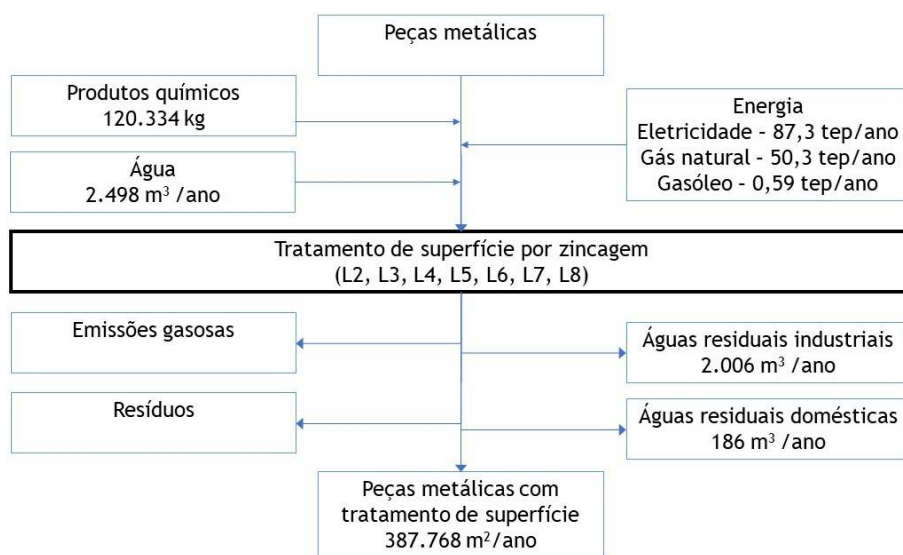 Peças metálicas
Produtos químicos
120.334 kg
Energia
Eletricidade - 87,3 tep/ano
Gás natural - 50,3 tep/ano
Gasóleo - 0,59 tep/ano
Água
2.498 m³ /ano
Tratamento de superfície por zincagem
(L2, L3, L4, L5, L6, L7, L8)
Emissões gasosas
Águas residuais industriais
2.006 m³ /ano
Resíduos
Águas residuais domésticas
186 m³ /ano
Peças metálicas com
tratamento de superfície
387.768 m²/ano